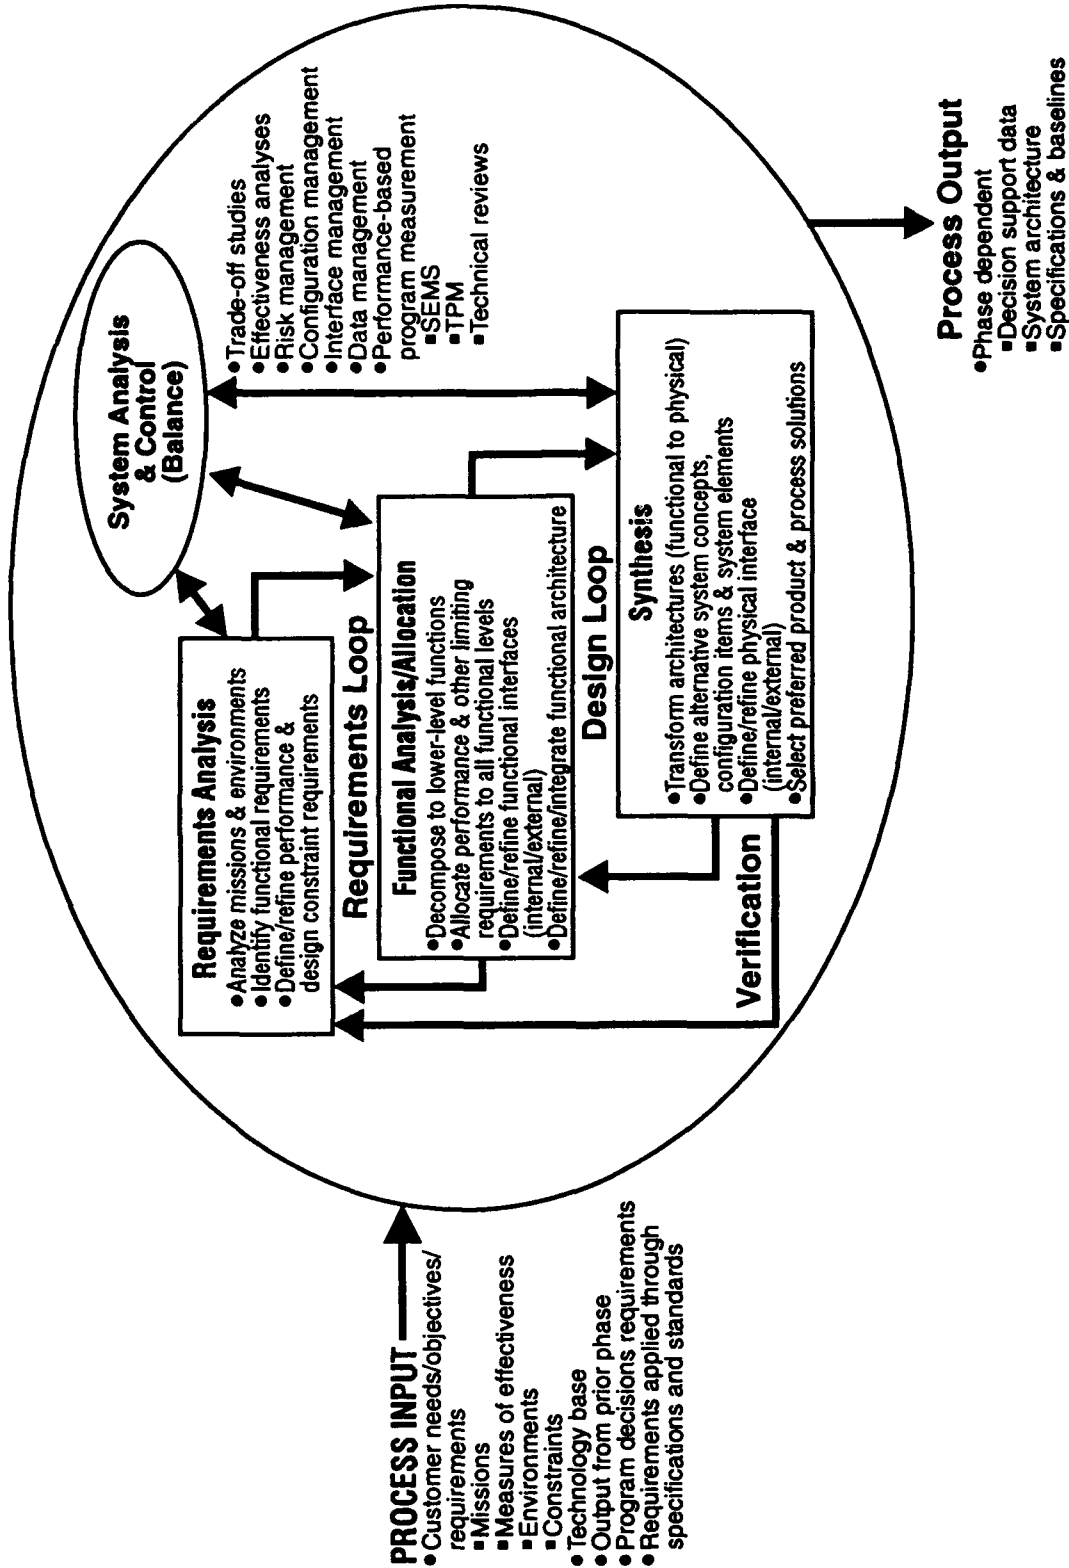 PROCESS INPUT
•Customer needs/objectives/
requirements
▪Missions
▪Measures of effectiveness
▪Environments
▪Constraints
•Technology base
•Output from prior phase
•Program decisions requirements
•Requirements applied through
specifications and standards
System Analysis
& Control
(Balance)
•Trade-off studies
•Effectiveness analyses
•Risk management
•Configuration management
•Interface management
•Data management
•Performance-based
program measurement
▪SEMS
▪TPM
▪Technical reviews
Requirements Analysis
•Analyze missions & environments
•Identify functional requirements
•Define/refine performance &
design constraint requirements
Requirements Loop
Functional Analysis/Allocation
•Decompose to lower-level functions
•Allocate performance & other limiting
requirements to all functional levels
•Define/refine functional interfaces
(internal/external)
•Define/refine/integrate functional architecture
Design Loop
Synthesis
•Transform architectures (functional to physical)
•Define alternative system concepts,
configuration items & system elements
•Define/refine physical interface
(internal/external)
•Select preferred product & process solutions
Verification
Process Output
•Phase dependent
▪Decision support data
▪System architecture
▪Specifications & baselines